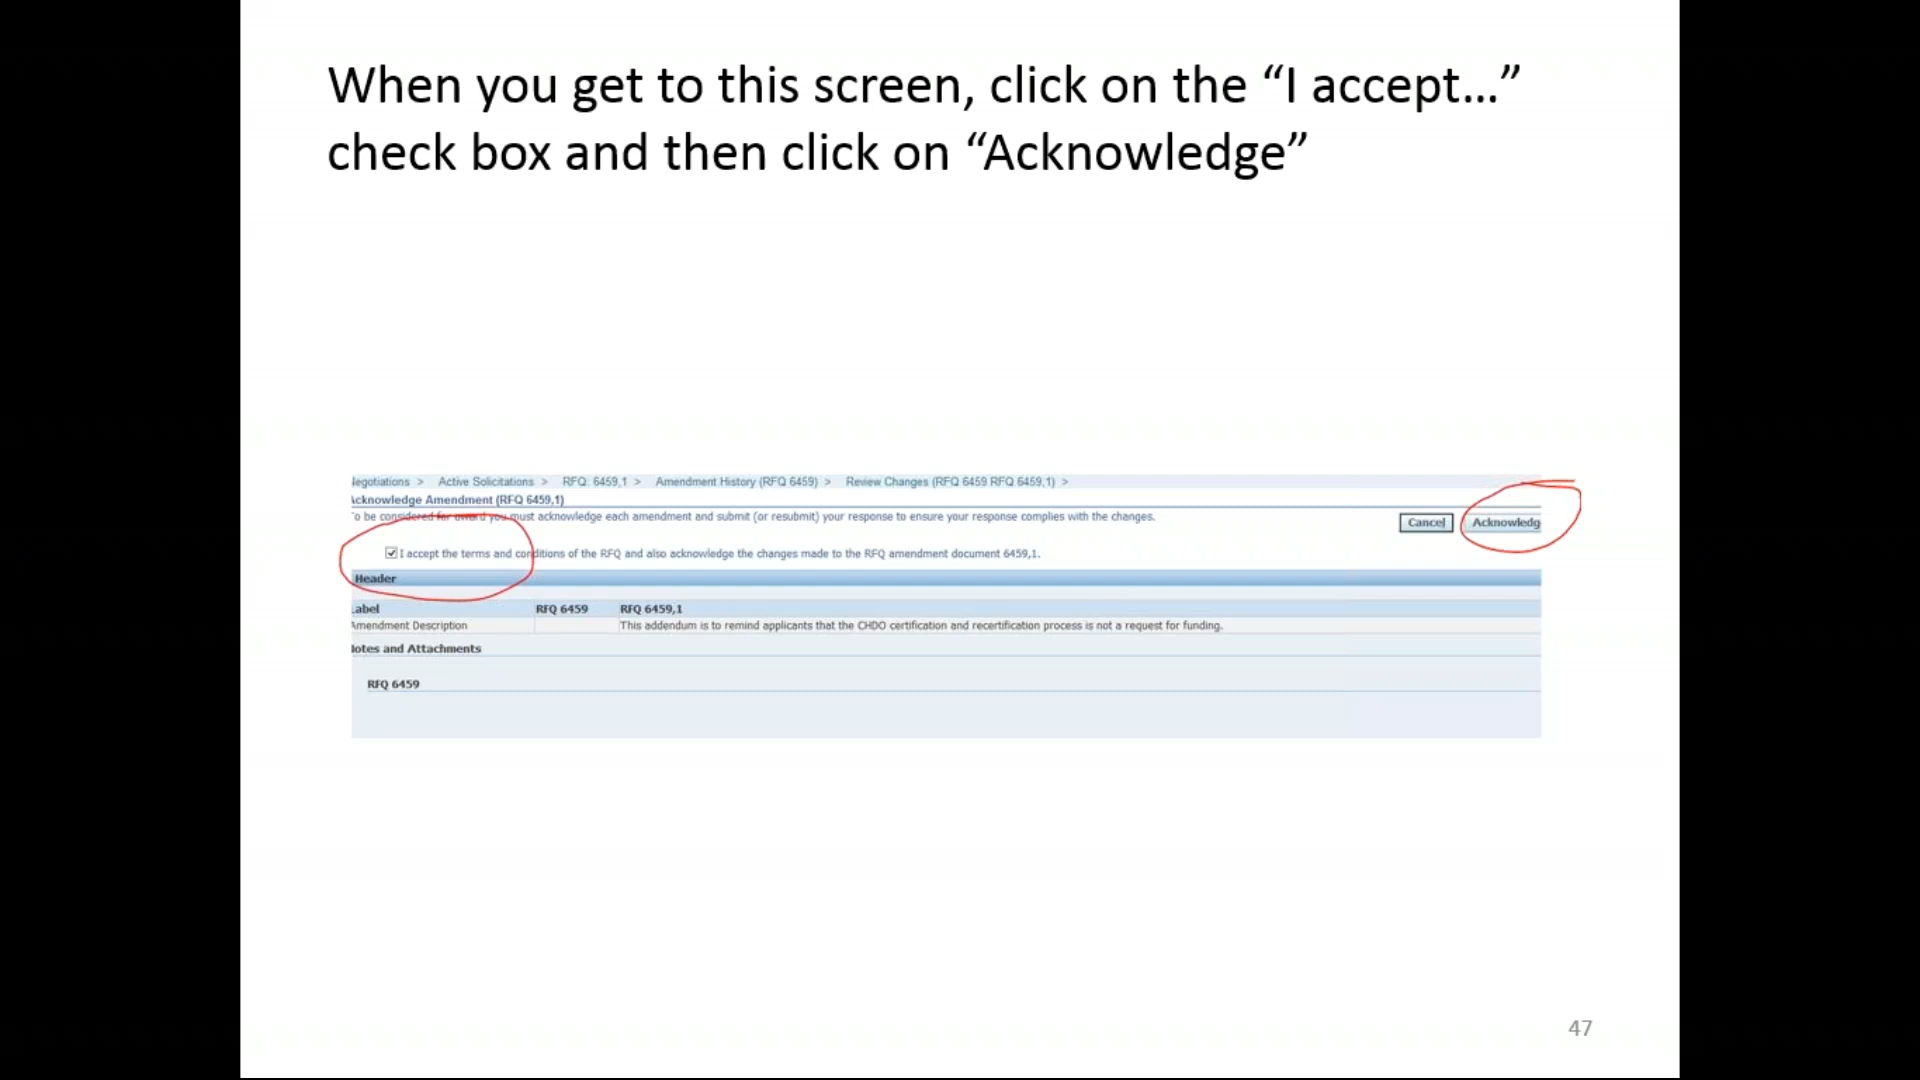 When you get to this screen, click on the “I accept...”
check box and then click on “Acknowledge”
legotiations > Active Solicitations > RFQ: 6459,1 > Amendment History (RFQ 6459) > Review Changes (RFQ 6459 RFQ 6459,1) >
Acknowledge Amendment (RFQ 6459,1)
To be considered for award you must acknowledge each amendment and submit (or resubmit) your response to ensure your response complies with the changes.
Cancel Acknowledg
I accept the terms and conditions of the RFQ and also acknowledge the changes made to the RFQ amendment document 6459,1.
Header
Label RFQ 6459 RFQ 6459,1
Amendment Description This addendum is to remind applicants that the CHDO certification and recertification process is not a request for funding.
lotes and Attachments
RFQ 6459
47